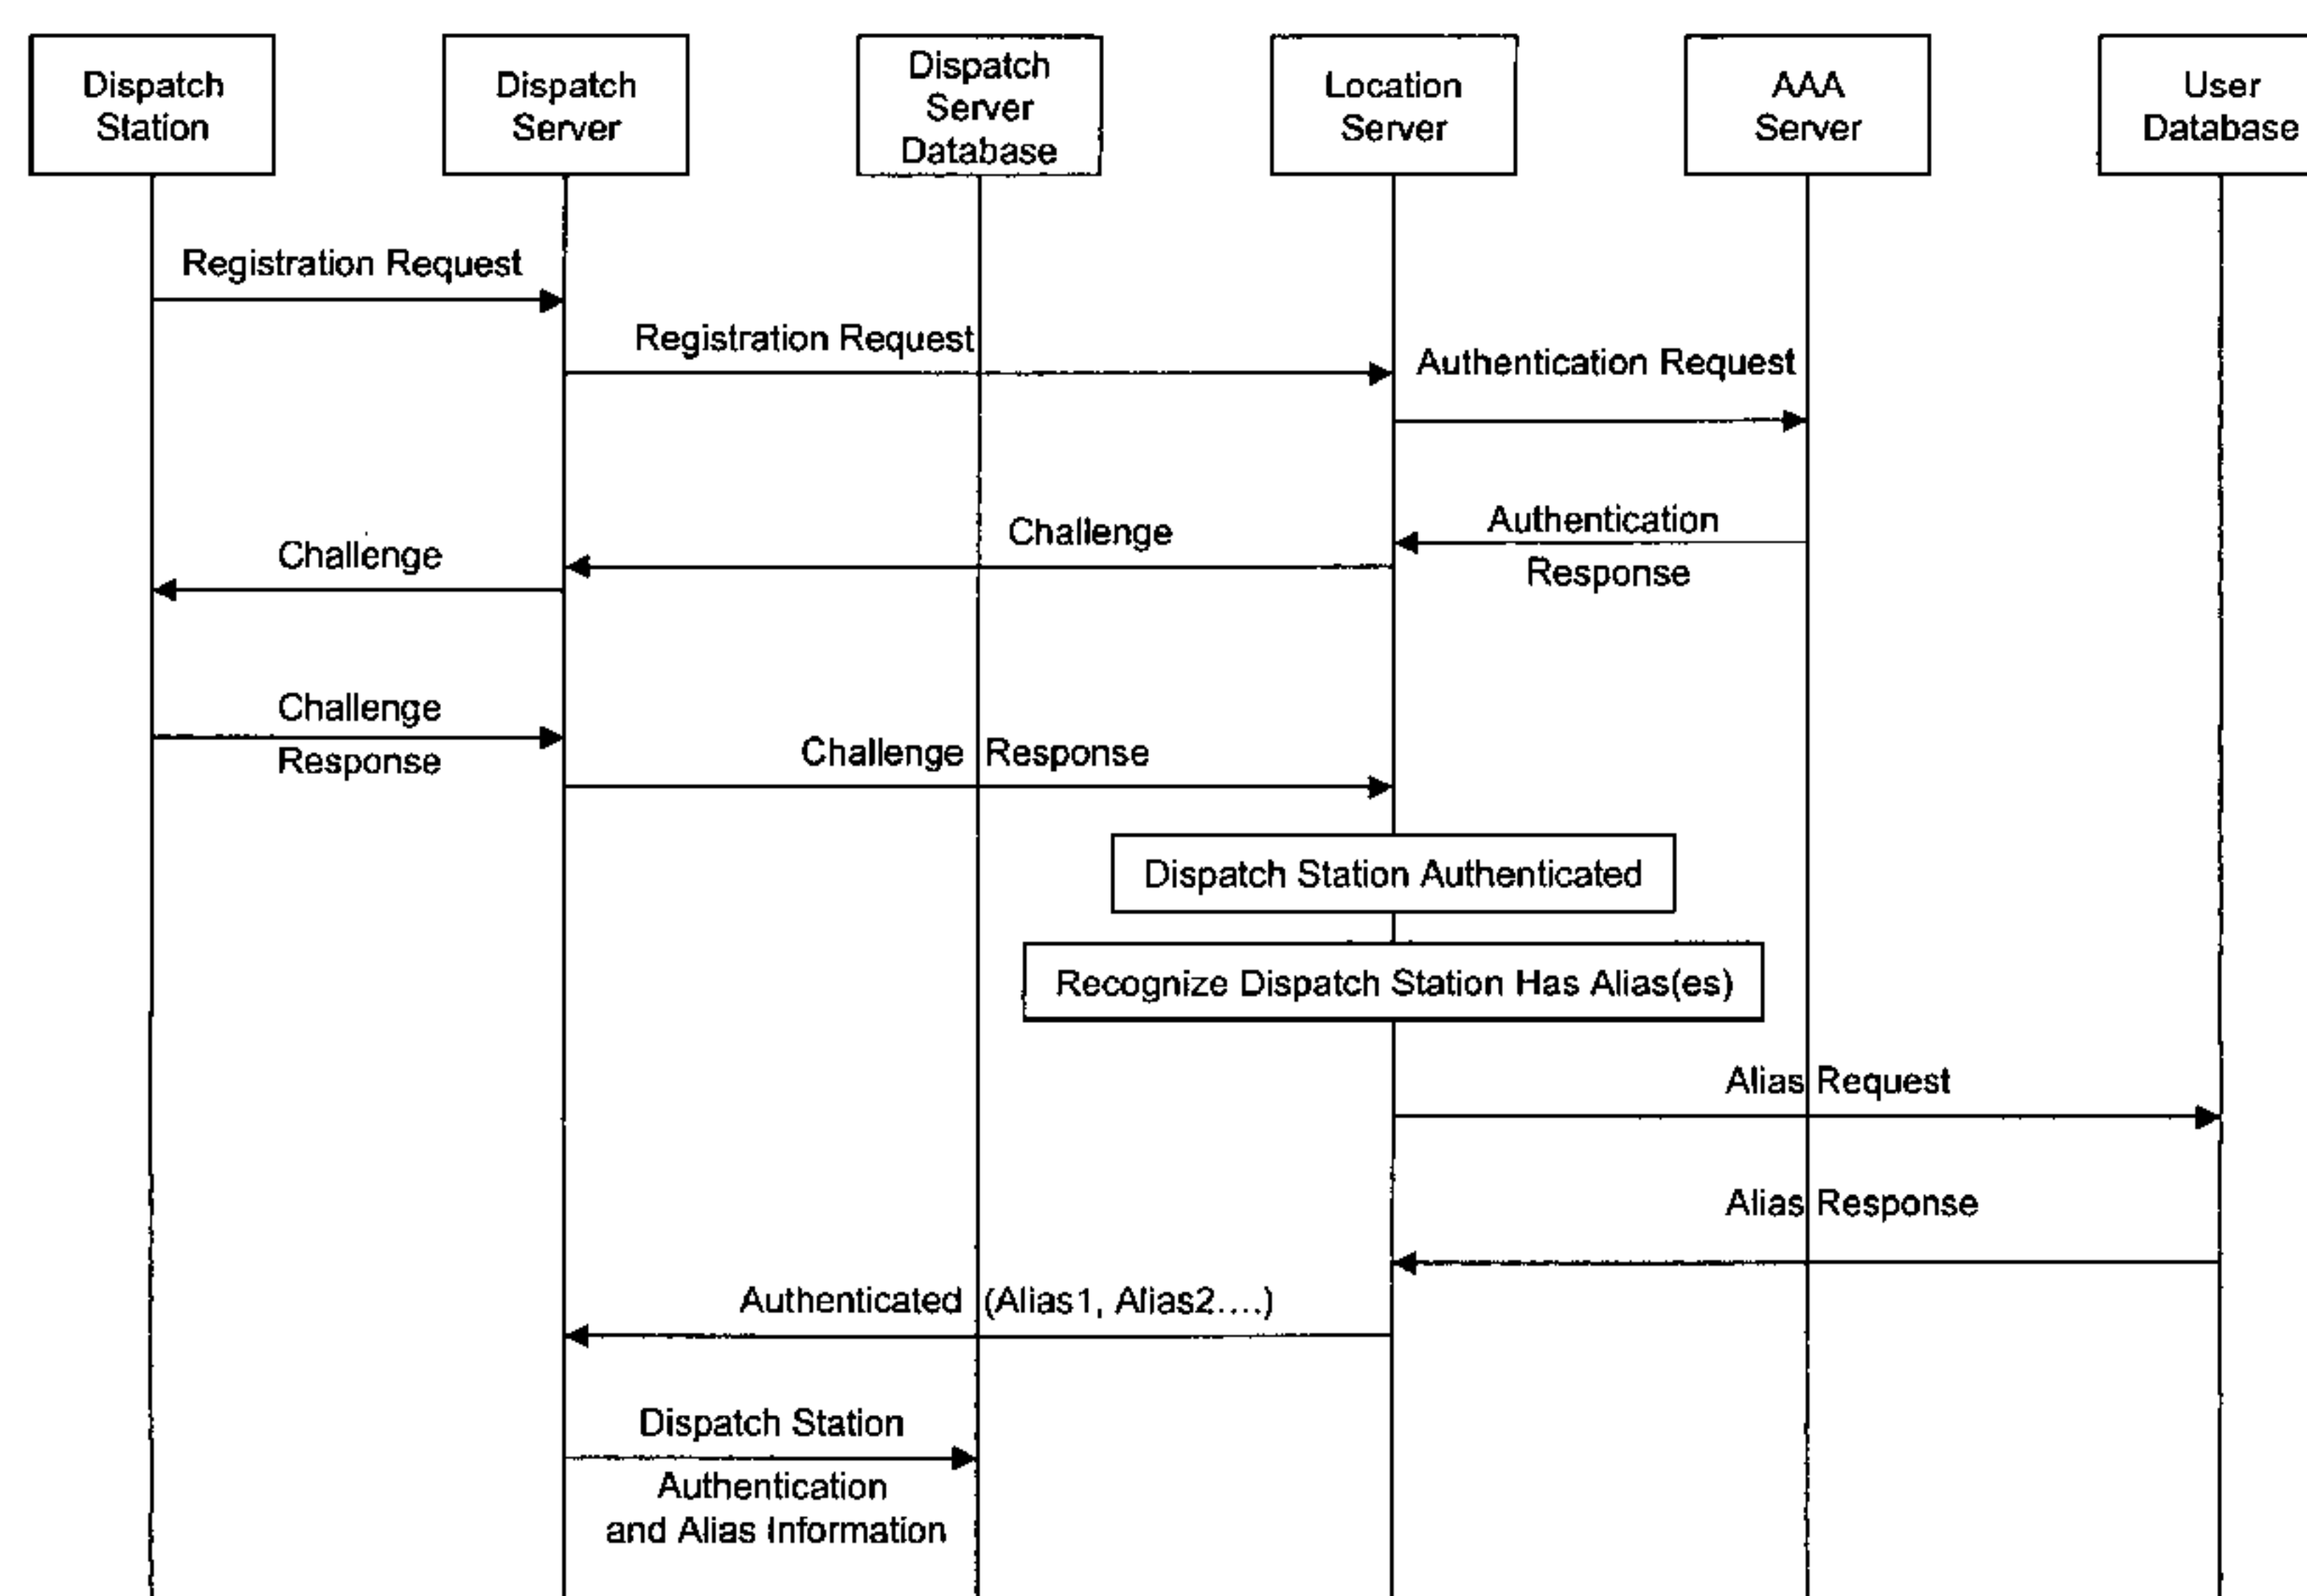 Dispatch
Station
Dispatch
Server
Dispatch
Server
Database
Location
Server
AAA
Server
User
Database
Registration Request
Registration Request
Authentication Request
Authentication
Response
Challenge
Challenge
Challenge
Response
Challenge Response
Dispatch Station Authenticated
Recognize Dispatch Station Has Alias(es)
Alias Request
Alias Response
Authenticated (Alias1, Alias2....)
Dispatch Station
Authentication
and Alias Information